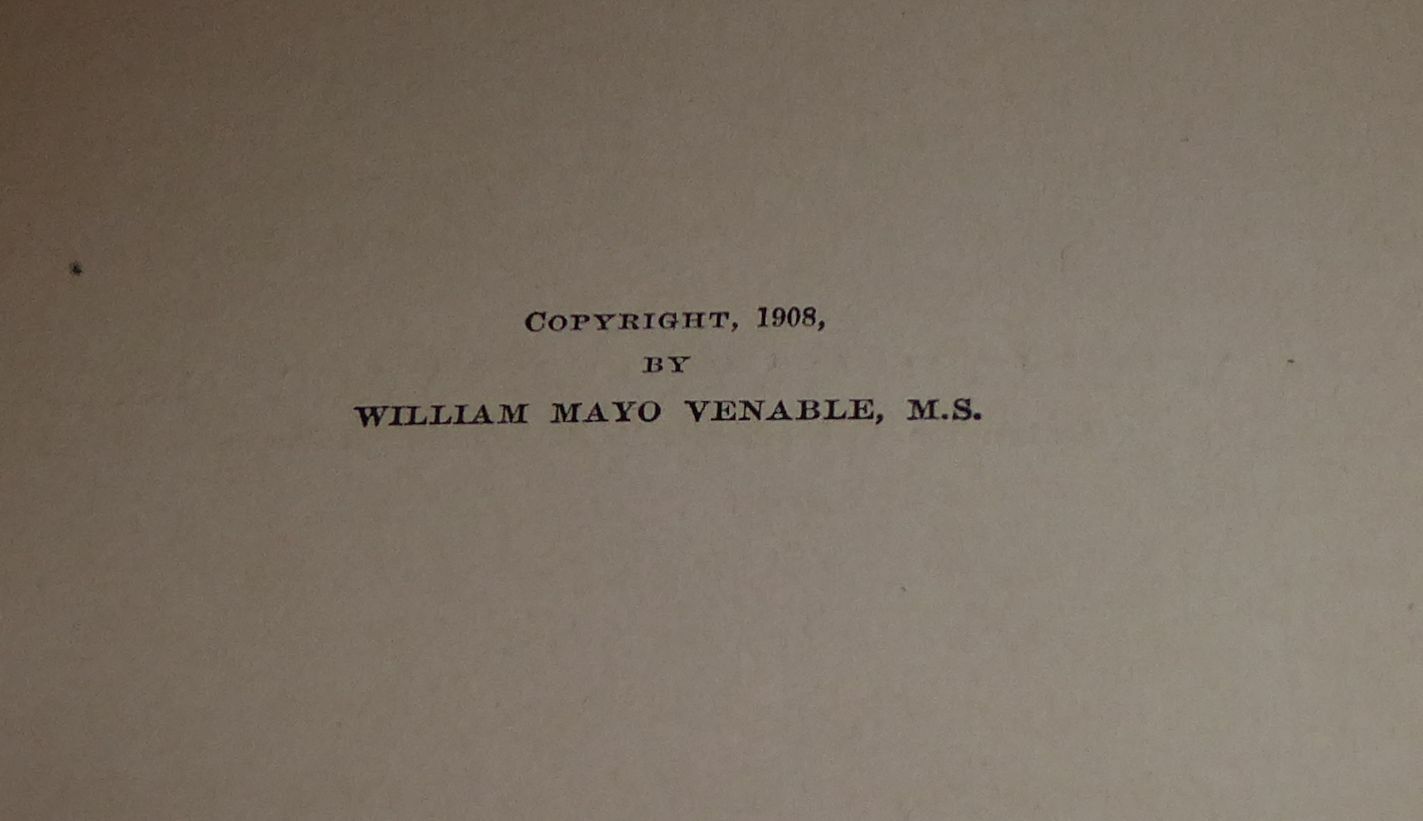 COPYRIGHT, 1908,
BY
WILLIAM MAYO VENABLE, M.S.